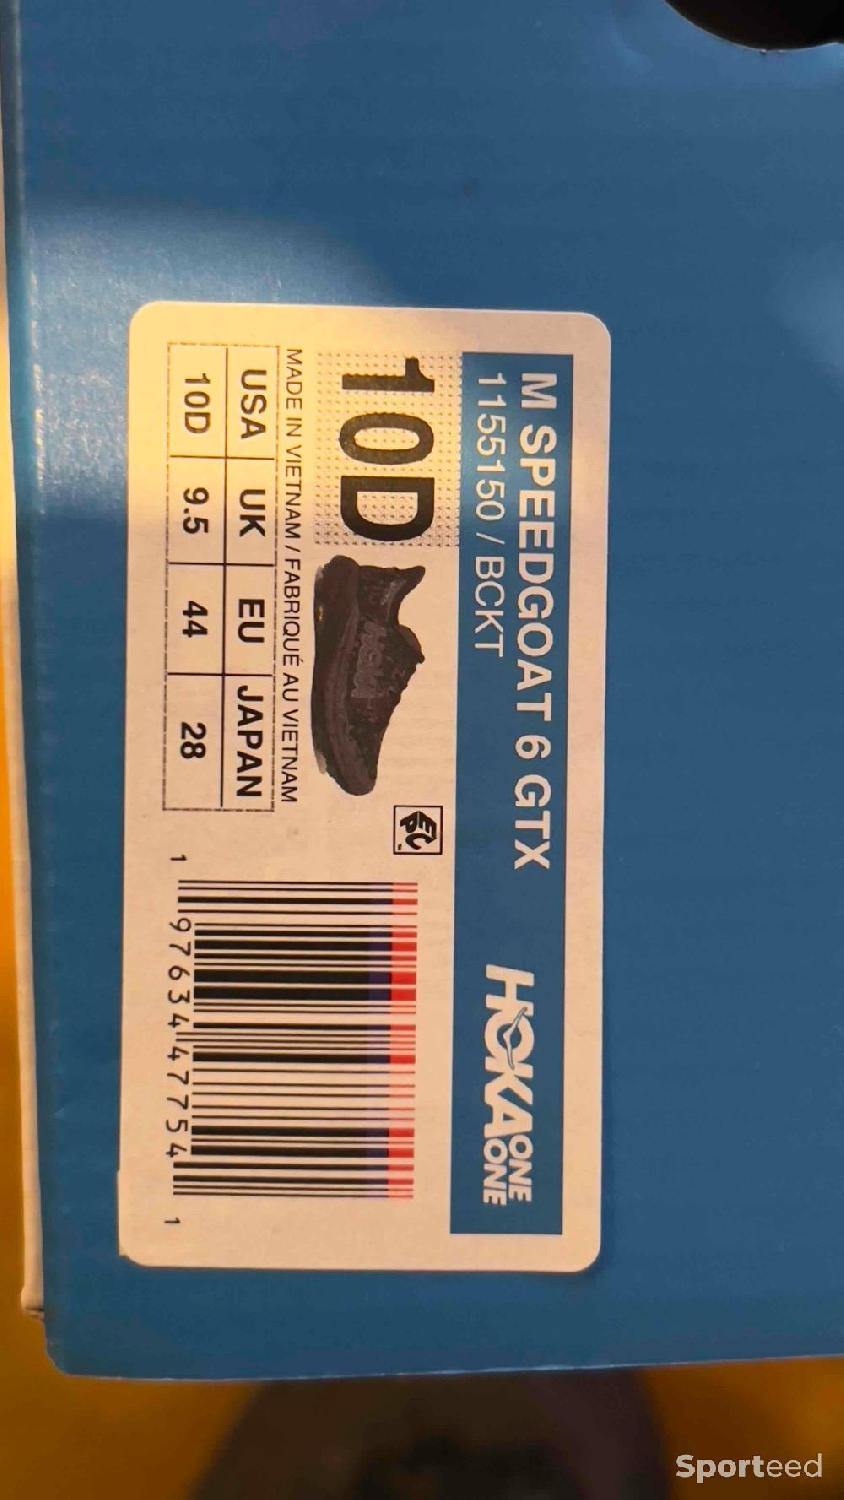 M SPEEDGOAT 6 GTX
1155150 / BCKT
HOKA ONE ONE
10D
MADE IN VIETNAM / FABRIQUÉ AU VIETNAM
USA UK EU JAPAN
10D 9.5 44 28
1 97634 47754 1
Sporteed